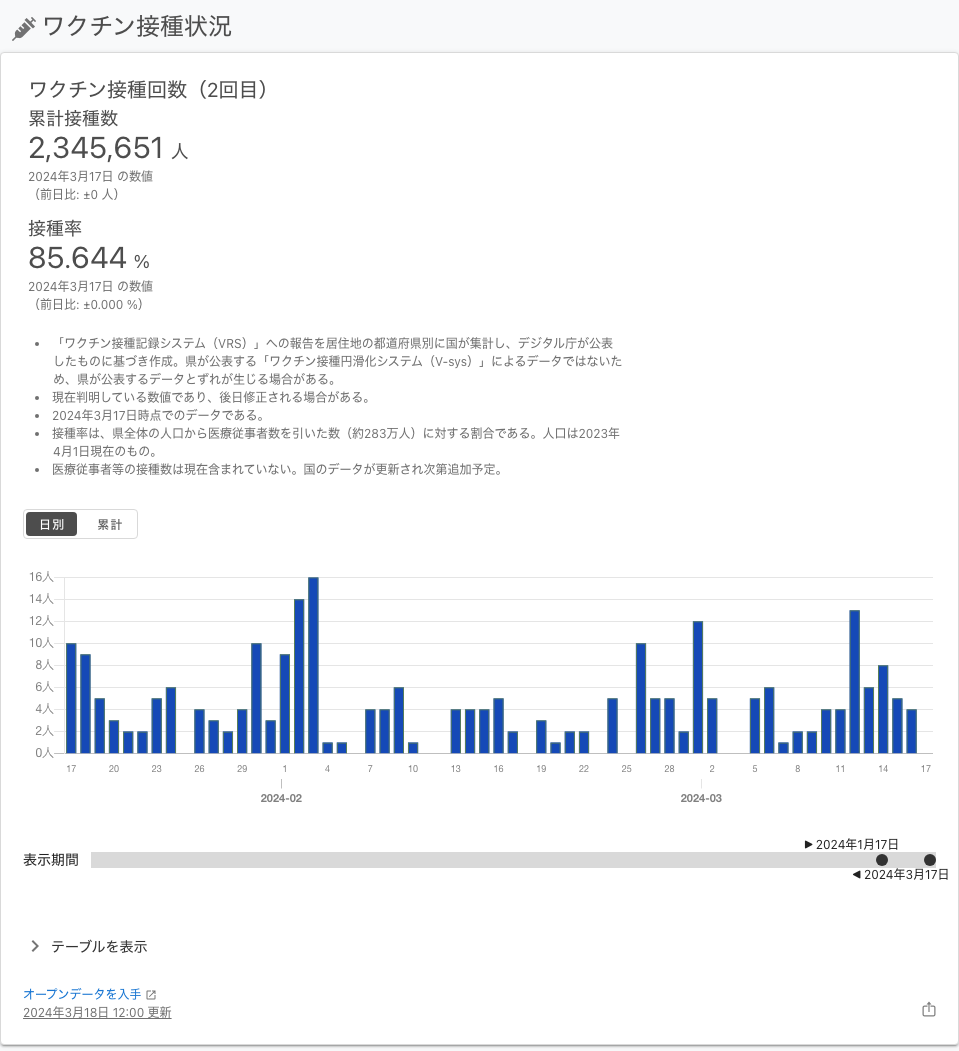 ワクチン接種状況
ワクチン接種回数（2回目）
累計接種数
2,345,651 人
2024年3月17日 の数値
（前日比: ±0 人）
接種率
85.644 %
2024年3月17日 の数値
（前日比: ±0.000 %）
• 「ワクチン接種記録システム（VRS）」への報告を居住地の都道府県別に国が集計し、デジタル庁が公表
したものに基づき作成。県が公表する「ワクチン接種円滑化システム（V-sys）」によるデータではないた
め、県が公表するデータとずれが生じる場合がある。
• 現在判明している数値であり、後日修正される場合がある。
• 2024年3月17日時点でのデータである。
• 接種率は、県全体の人口から医療従事者数を引いた数（約283万人）に対する割合である。人口は2023年
4月1日現在のもの。
• 医療従事者等の接種数は現在含まれていない。国のデータが更新され次第追加予定。
日別 累計
16人
14人
12人
10人
8人
6人
4人
2人
0人
17 20 23 26 29 1 4 7 10 13 16 19 22 25 28 2 5 8 11 14 17
2024-02 2024-03
▶ 2024年1月17日
表示期間
◀ 2024年3月17日
テーブルを表示
オープンデータを入手
2024年3月18日 12:00 更新